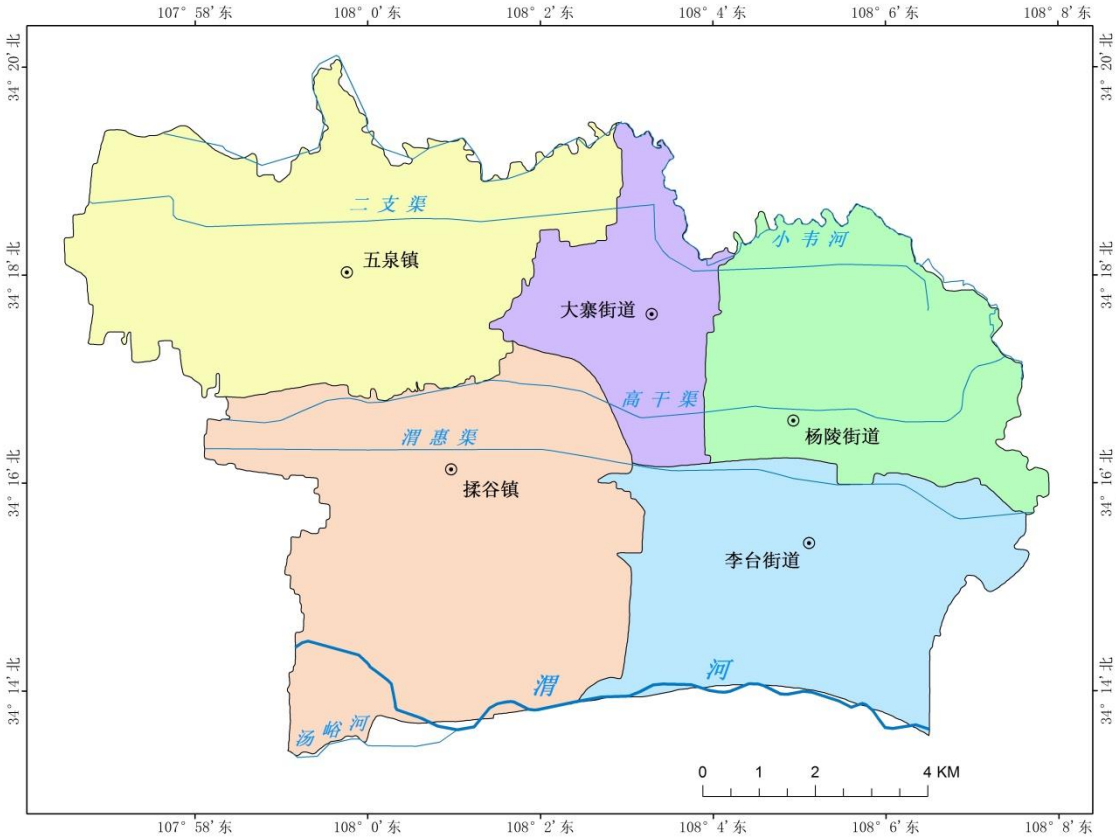 107° 58'东
108° 0'东
108° 2'东
108° 4'东
108° 6'东
108° 8'东
34° 20'北
34° 20'北
二支渠
小韦河
五泉镇
34° 18'北
34° 18'北
大寨街道
高干渠
渭惠渠
杨陵街道
34° 16'北
34° 16'北
揉谷镇
李台街道
渭河
34° 14'北
34° 14'北
汤峪河
0 1 2 4 KM
107° 58'东
108° 0'东
108° 2'东
108° 4'东
108° 6'东
108° 8'东